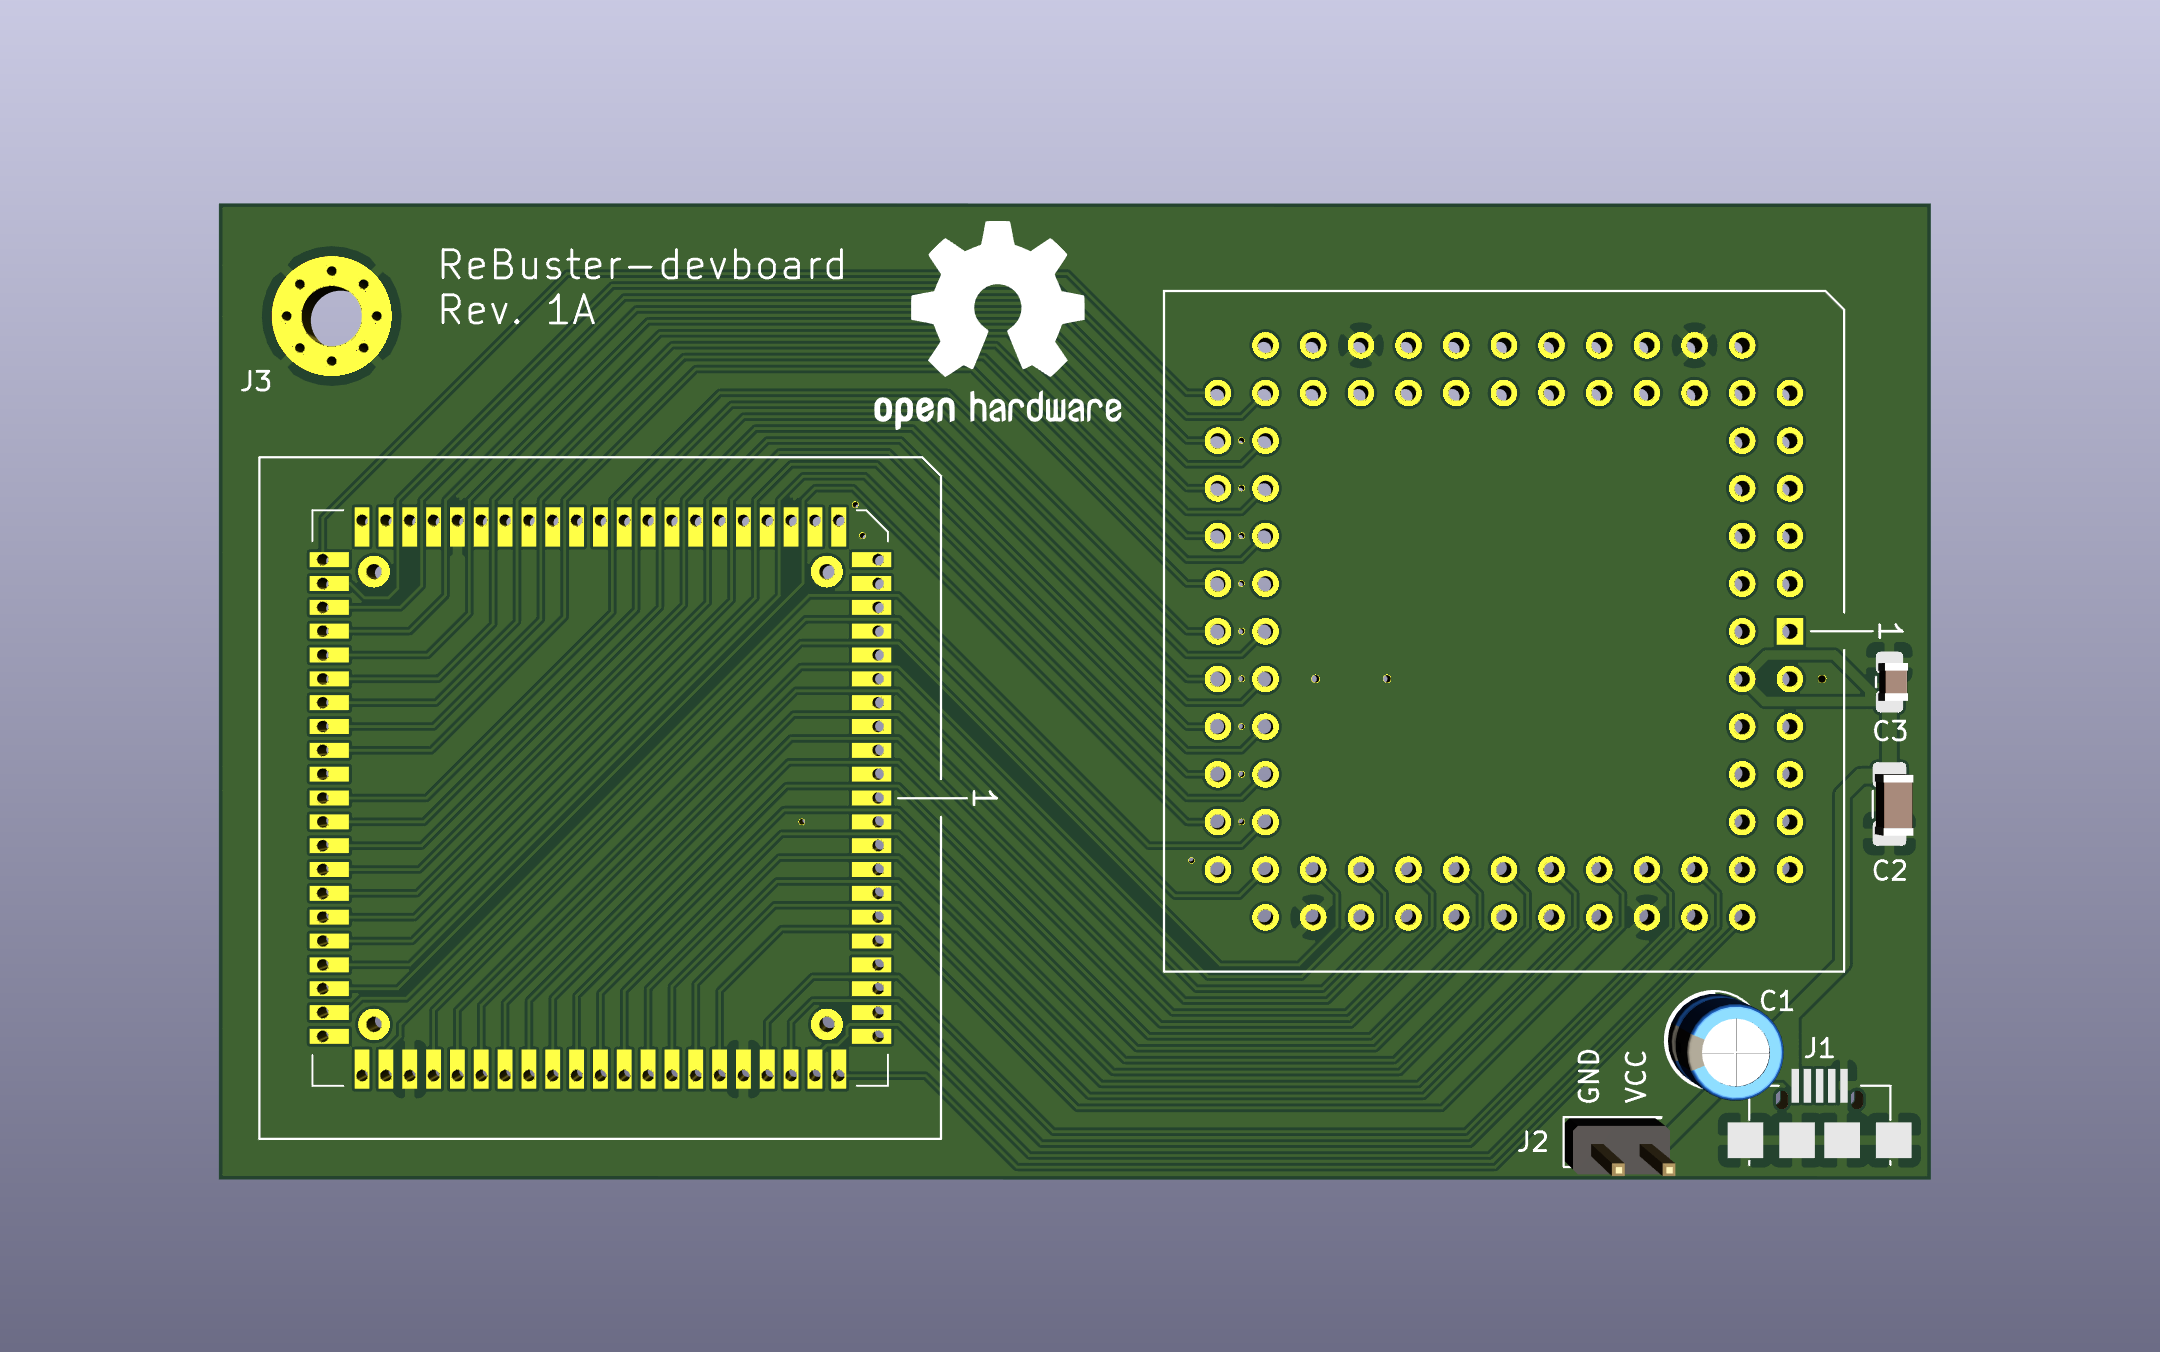 ReBuster-devboard
Rev. 1A
J3
open hardware
1
C3
1
C2
C1
J1
GND
VCC
J2